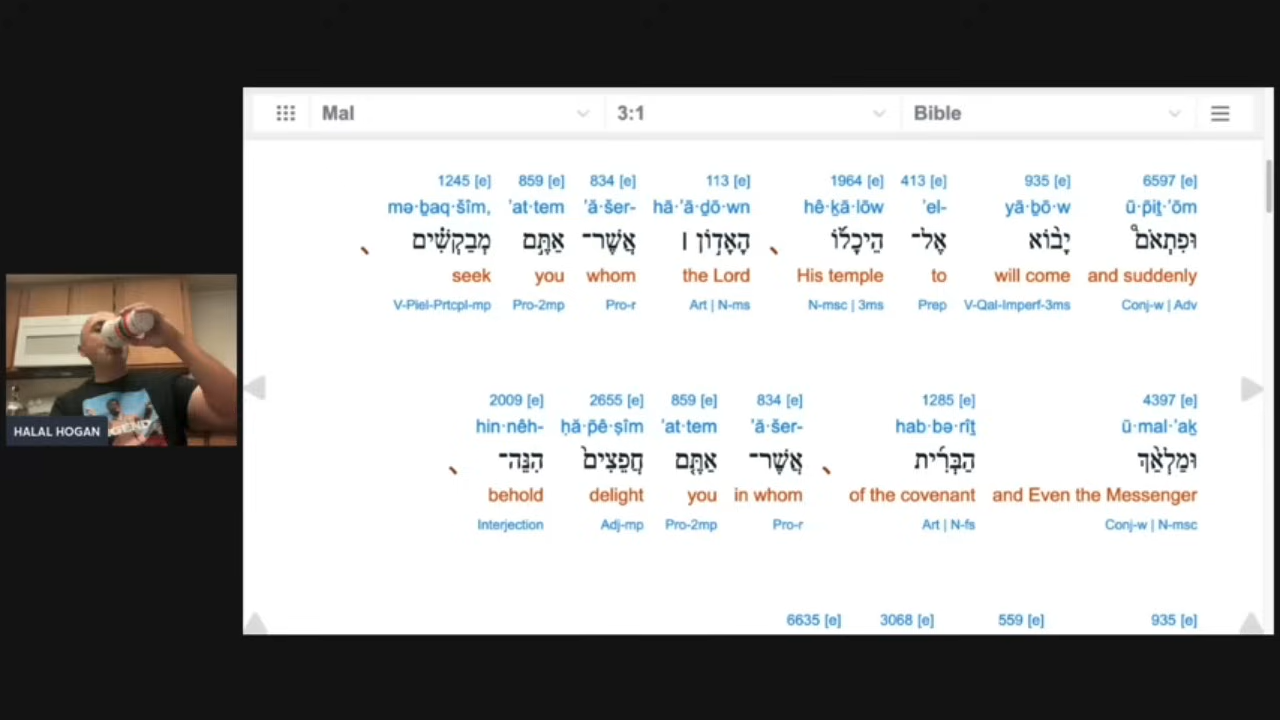 Mal 3:1 Bible
1245 [e] 859 [e] 834 [e] 113 [e] 1964 [e] 413 [e] 935 [e] 6597 [e]
mə·ḇaq·šîm, ’at·tem ’ă·šer- hā·’ā·ḏō·wn hê·ḵā·lōw ’el- yā·ḇō·w ū·p̄iṯ·’ōm
וּפִתְאֹם֩ יָב֨וֹא אֶל־ הֵיכָל֜וֹ ׀ הָאָד֣וֹן אֲשֶׁר־ אַתֶּ֣ם מְבַקְשִׁ֗ים
seek you whom the Lord His temple to will come and suddenly
V-Piel-Prtcpl-mp Pro-2mp Pro-r Art | N-ms N-msc | 3ms Prep V-Qal-Imperf-3ms Conj-w | Adv
2009 [e] 2655 [e] 859 [e] 834 [e] 1285 [e] 4397 [e]
hin·nêh- ḥă·p̄ê·ṣîm ’at·tem ’ă·šer- hab·bə·rîṯ ū·mal·’aḵ
וּמַלְאַ֨ךְ הַבְּרִ֜ית אֲשֶׁר־ אַתֶּ֤ם חֲפֵצִים֙ הִנֵּה־
behold delight you in whom of the covenant and Even the Messenger
Interjection Adj-mp Pro-2mp Pro-r Art | N-fs Conj-w | N-msc
6635 [e] 3068 [e] 559 [e] 935 [e]
HALAL HOGAN